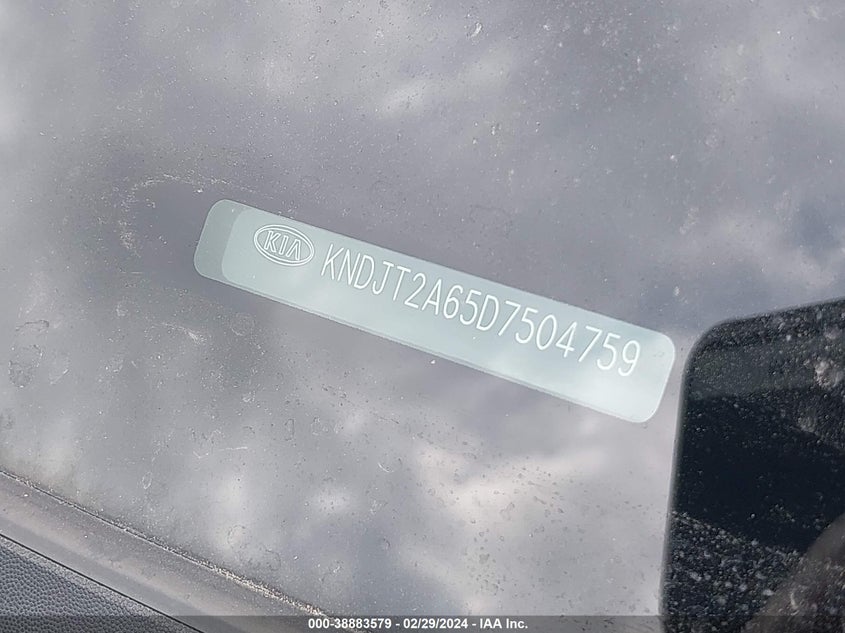 KIA KNDJT2A65D7504759
000-38883579 / 02/29/2024 - IAA Inc.